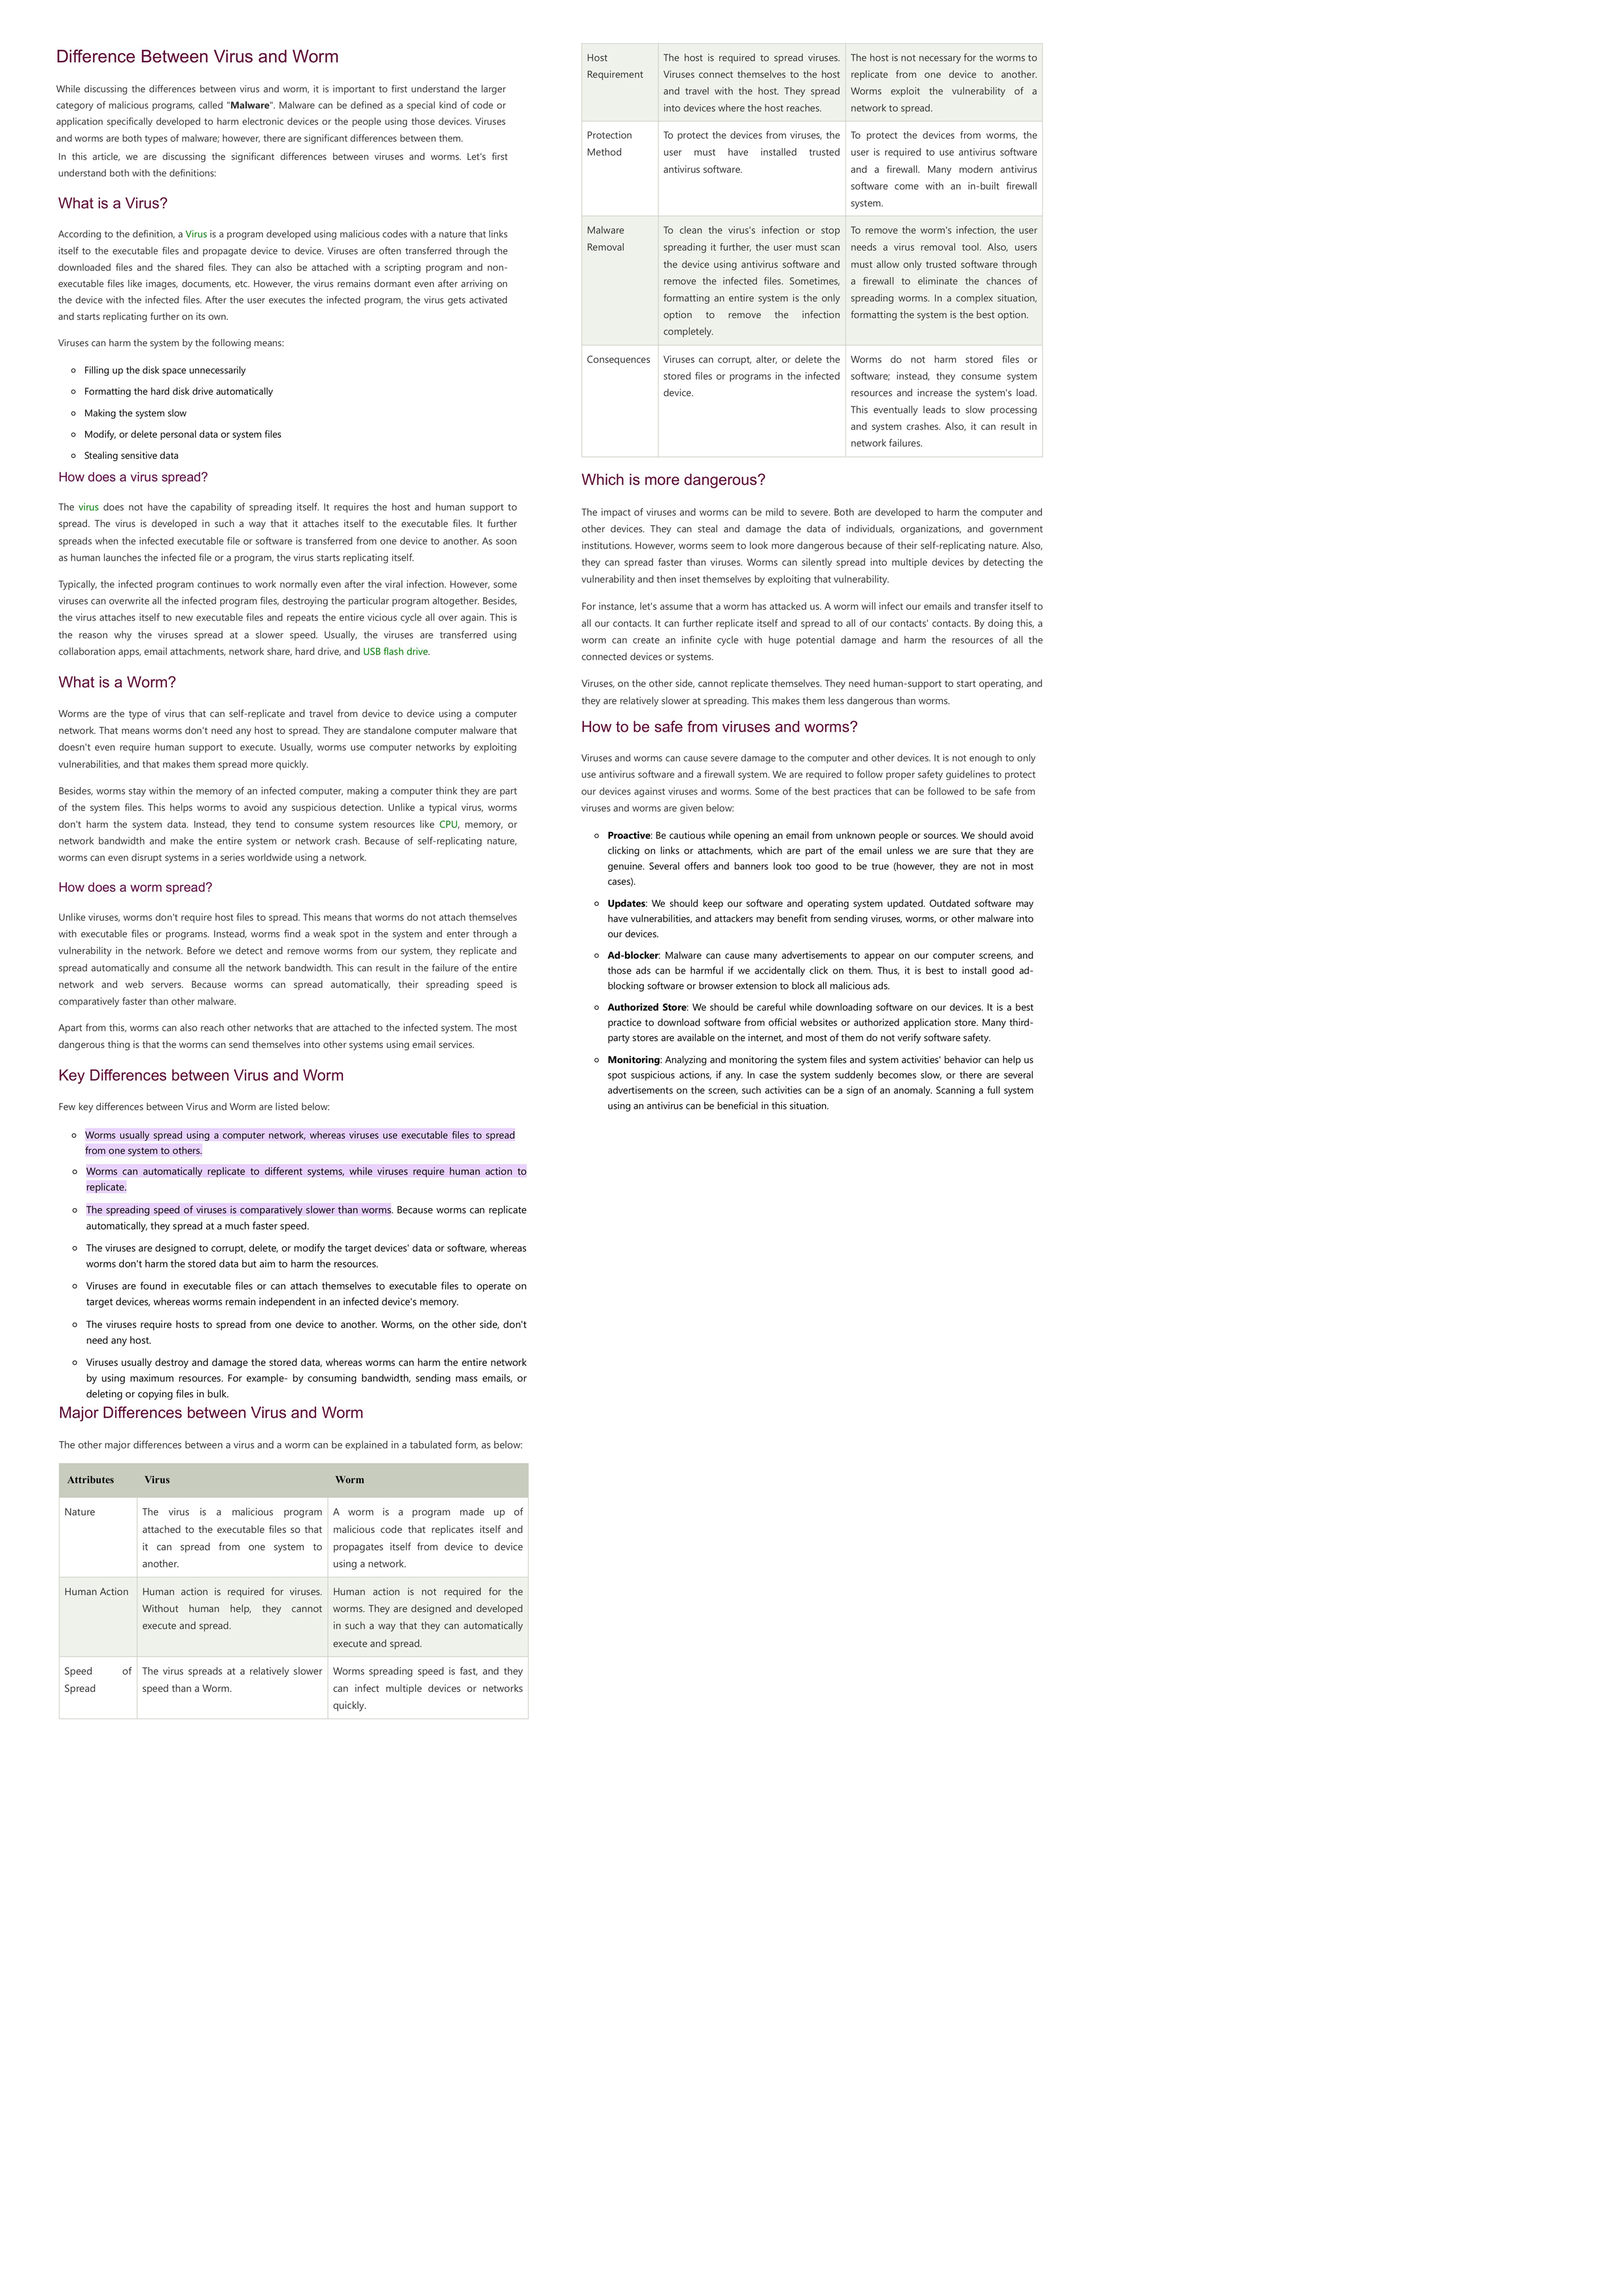 Difference Between Virus and Worm
While discussing the differences between virus and worm, it is important to first understand the larger
category of malicious programs, called "Malware". Malware can be defined as a special kind of code or
application specifically developed to harm electronic devices or the people using those devices. Viruses
and worms are both types of malware; however, there are significant differences between them.
In this article, we are discussing the significant differences between viruses and worms. Let's first
understand both with the definitions:
What is a Virus?
According to the definition, a Virus is a program developed using malicious codes with a nature that links
itself to the executable files and propagate device to device. Viruses are often transferred through the
downloaded files and the shared files. They can also be attached with a scripting program and non-
executable files like images, documents, etc. However, the virus remains dormant even after arriving on
the device with the infected files. After the user executes the infected program, the virus gets activated
and starts replicating further on its own.
Viruses can harm the system by the following means:
Filling up the disk space unnecessarily
Formatting the hard disk drive automatically
Making the system slow
Modify, or delete personal data or system files
Stealing sensitive data
How does a virus spread?
The virus does not have the capability of spreading itself. It requires the host and human support to
spread. The virus is developed in such a way that it attaches itself to the executable files. It further
spreads when the infected executable file or software is transferred from one device to another. As soon
as human launches the infected file or a program, the virus starts replicating itself.
Typically, the infected program continues to work normally even after the viral infection. However, some
viruses can overwrite all the infected program files, destroying the particular program altogether. Besides,
the virus attaches itself to new executable files and repeats the entire vicious cycle all over again. This is
the reason why the viruses spread at a slower speed. Usually, the viruses are transferred using
collaboration apps, email attachments, network share, hard drive, and USB flash drive.
What is a Worm?
Worms are the type of virus that can self-replicate and travel from device to device using a computer
network. That means worms don't need any host to spread. They are standalone computer malware that
doesn't even require human support to execute. Usually, worms use computer networks by exploiting
vulnerabilities, and that makes them spread more quickly.
Besides, worms stay within the memory of an infected computer, making a computer think they are part
of the system files. This helps worms to avoid any suspicious detection. Unlike a typical virus, worms
don't harm the system data. Instead, they tend to consume system resources like CPU, memory, or
network bandwidth and make the entire system or network crash. Because of self-replicating nature,
worms can even disrupt systems in a series worldwide using a network.
How does a worm spread?
Unlike viruses, worms don't require host files to spread. This means that worms do not attach themselves
with executable files or programs. Instead, worms find a weak spot in the system and enter through a
vulnerability in the network. Before we detect and remove worms from our system, they replicate and
spread automatically and consume all the network bandwidth. This can result in the failure of the entire
network and web servers. Because worms can spread automatically, their spreading speed is
comparatively faster than other malware.
Apart from this, worms can also reach other networks that are attached to the infected system. The most
dangerous thing is that the worms can send themselves into other systems using email services.
Key Differences between Virus and Worm
Few key differences between Virus and Worm are listed below:
Worms usually spread using a computer network, whereas viruses use executable files to spread
from one system to others.
Worms can automatically replicate to different systems, while viruses require human action to
replicate.
The spreading speed of viruses is comparatively slower than worms. Because worms can replicate
automatically, they spread at a much faster speed.
The viruses are designed to corrupt, delete, or modify the target devices' data or software, whereas
worms don't harm the stored data but aim to harm the resources.
Viruses are found in executable files or can attach themselves to executable files to operate on
target devices, whereas worms remain independent in an infected device's memory.
The viruses require hosts to spread from one device to another. Worms, on the other side, don't
need any host.
Viruses usually destroy and damage the stored data, whereas worms can harm the entire network
by using maximum resources. For example- by consuming bandwidth, sending mass emails, or
deleting or copying files in bulk.
Major Differences between Virus and Worm
The other major differences between a virus and a worm can be explained in a tabulated form, as below:
Attributes
Virus
Worm
Nature
The virus is a malicious program
attached to the executable files so that
it can spread from one system to
another.
A worm is a program made up of
malicious code that replicates itself and
propagates itself from device to device
using a network.
Human Action
Human action is required for viruses.
Without human help, they cannot
execute and spread.
Human action is not required for the
worms. They are designed and developed
in such a way that they can automatically
execute and spread.
Speed of
Spread
The virus spreads at a relatively slower
speed than a Worm.
Worms spreading speed is fast, and they
can infect multiple devices or networks
quickly.
Host
Requirement
The host is required to spread viruses.
Viruses connect themselves to the host
and travel with the host. They spread
into devices where the host reaches.
The host is not necessary for the worms to
replicate from one device to another.
Worms exploit the vulnerability of a
network to spread.
Protection
Method
To protect the devices from viruses, the
user must have installed trusted
antivirus software.
To protect the devices from worms, the
user is required to use antivirus software
and a firewall. Many modern antivirus
software come with an in-built firewall
system.
Malware
Removal
To clean the virus's infection or stop
spreading it further, the user must scan
the device using antivirus software and
remove the infected files. Sometimes,
formatting an entire system is the only
option to remove the infection
completely.
To remove the worm's infection, the user
needs a virus removal tool. Also, users
must allow only trusted software through
a firewall to eliminate the chances of
spreading worms. In a complex situation,
formatting the system is the best option.
Consequences
Viruses can corrupt, alter, or delete the
stored files or programs in the infected
device.
Worms do not harm stored files or
software; instead, they consume system
resources and increase the system's load.
This eventually leads to slow processing
and system crashes. Also, it can result in
network failures.
Which is more dangerous?
The impact of viruses and worms can be mild to severe. Both are developed to harm the computer and
other devices. They can steal and damage the data of individuals, organizations, and government
institutions. However, worms seem to look more dangerous because of their self-replicating nature. Also,
they can spread faster than viruses. Worms can silently spread into multiple devices by detecting the
vulnerability and then inset themselves by exploiting that vulnerability.
For instance, let's assume that a worm has attacked us. A worm will infect our emails and transfer itself to
all our contacts. It can further replicate itself and spread to all of our contacts' contacts. By doing this, a
worm can create an infinite cycle with huge potential damage and harm the resources of all the
connected devices or systems.
Viruses, on the other side, cannot replicate themselves. They need human-support to start operating, and
they are relatively slower at spreading. This makes them less dangerous than worms.
How to be safe from viruses and worms?
Viruses and worms can cause severe damage to the computer and other devices. It is not enough to only
use antivirus software and a firewall system. We are required to follow proper safety guidelines to protect
our devices against viruses and worms. Some of the best practices that can be followed to be safe from
viruses and worms are given below:
Proactive: Be cautious while opening an email from unknown people or sources. We should avoid
clicking on links or attachments, which are part of the email unless we are sure that they are
genuine. Several offers and banners look too good to be true (however, they are not in most
cases).
Updates: We should keep our software and operating system updated. Outdated software may
have vulnerabilities, and attackers may benefit from sending viruses, worms, or other malware into
our devices.
Ad-blocker: Malware can cause many advertisements to appear on our computer screens, and
those ads can be harmful if we accidentally click on them. Thus, it is best to install good ad-
blocking software or browser extension to block all malicious ads.
Authorized Store: We should be careful while downloading software on our devices. It is a best
practice to download software from official websites or authorized application store. Many third-
party stores are available on the internet, and most of them do not verify software safety.
Monitoring: Analyzing and monitoring the system files and system activities' behavior can help us
spot suspicious actions, if any. In case the system suddenly becomes slow, or there are several
advertisements on the screen, such activities can be a sign of an anomaly. Scanning a full system
using an antivirus can be beneficial in this situation.